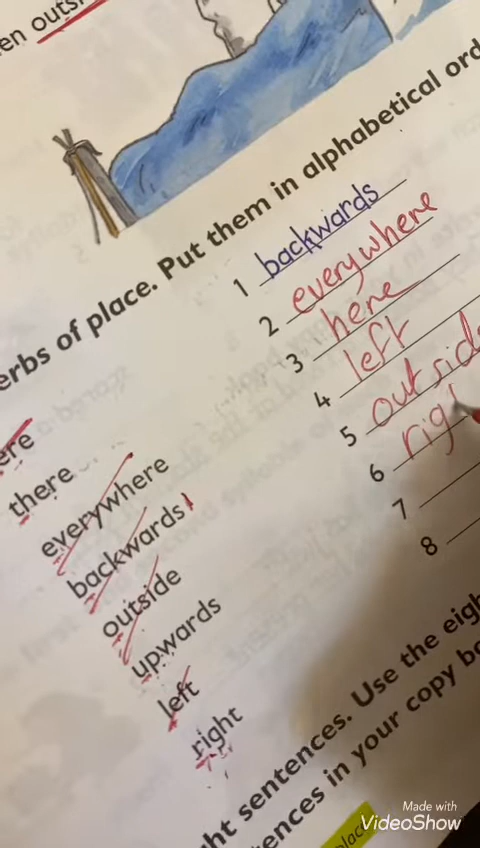 en outs
erbs of place. Put them in alphabetical ord
1 backwards
2 everywhere
3 here
4 left
5 outsid
6 rig
7
8
ere
there
everywhere
backwards
outside
upwards
left
right
ht sentences. Use the eigh
tences in your copy bo
place
Made with
VideoShow